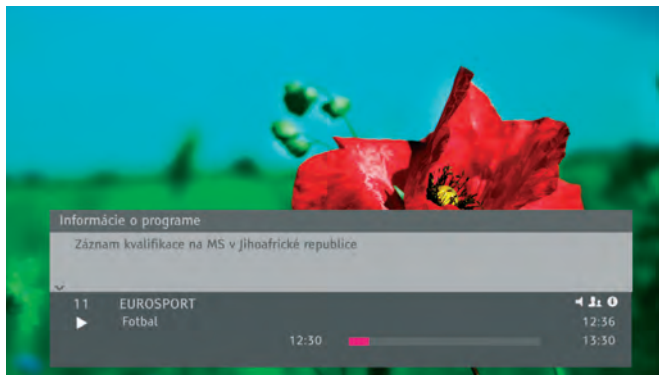 Informácie o programe
Záznam kvalifikace na MS v Jihoafrické republice
11 EUROSPORT
Fotbal 12:36
12:30 13:30